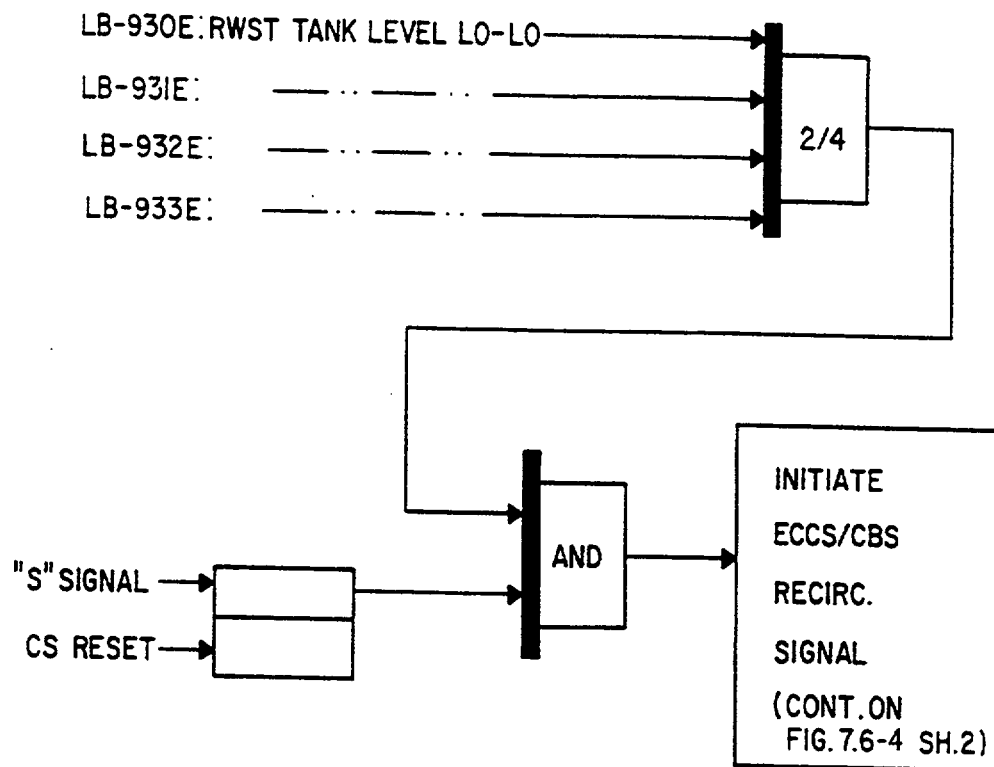 LB-930E: RWST TANK LEVEL LO-LO
LB-931E:
LB-932E:
2/4
LB-933E:
INITIATE
ECCS/CBS
RECIRC.
SIGNAL
(CONT. ON
FIG. 7.6-4 SH.2)
AND
"S" SIGNAL
CS RESET